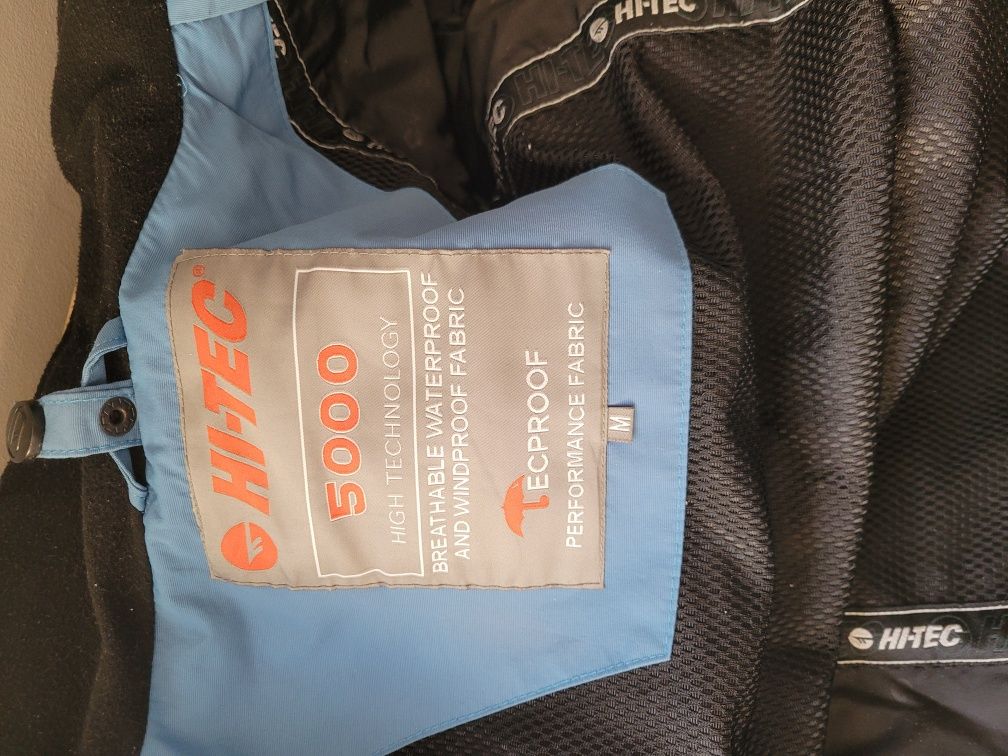 HI-TEC®
5000
HIGH TECHNOLOGY
BREATHABLE WATERPROOF
AND WINDPROOF FABRIC
TECPROOF
PERFORMANCE FABRIC
M
HI-TEC
HI-TEC
HI-TEC